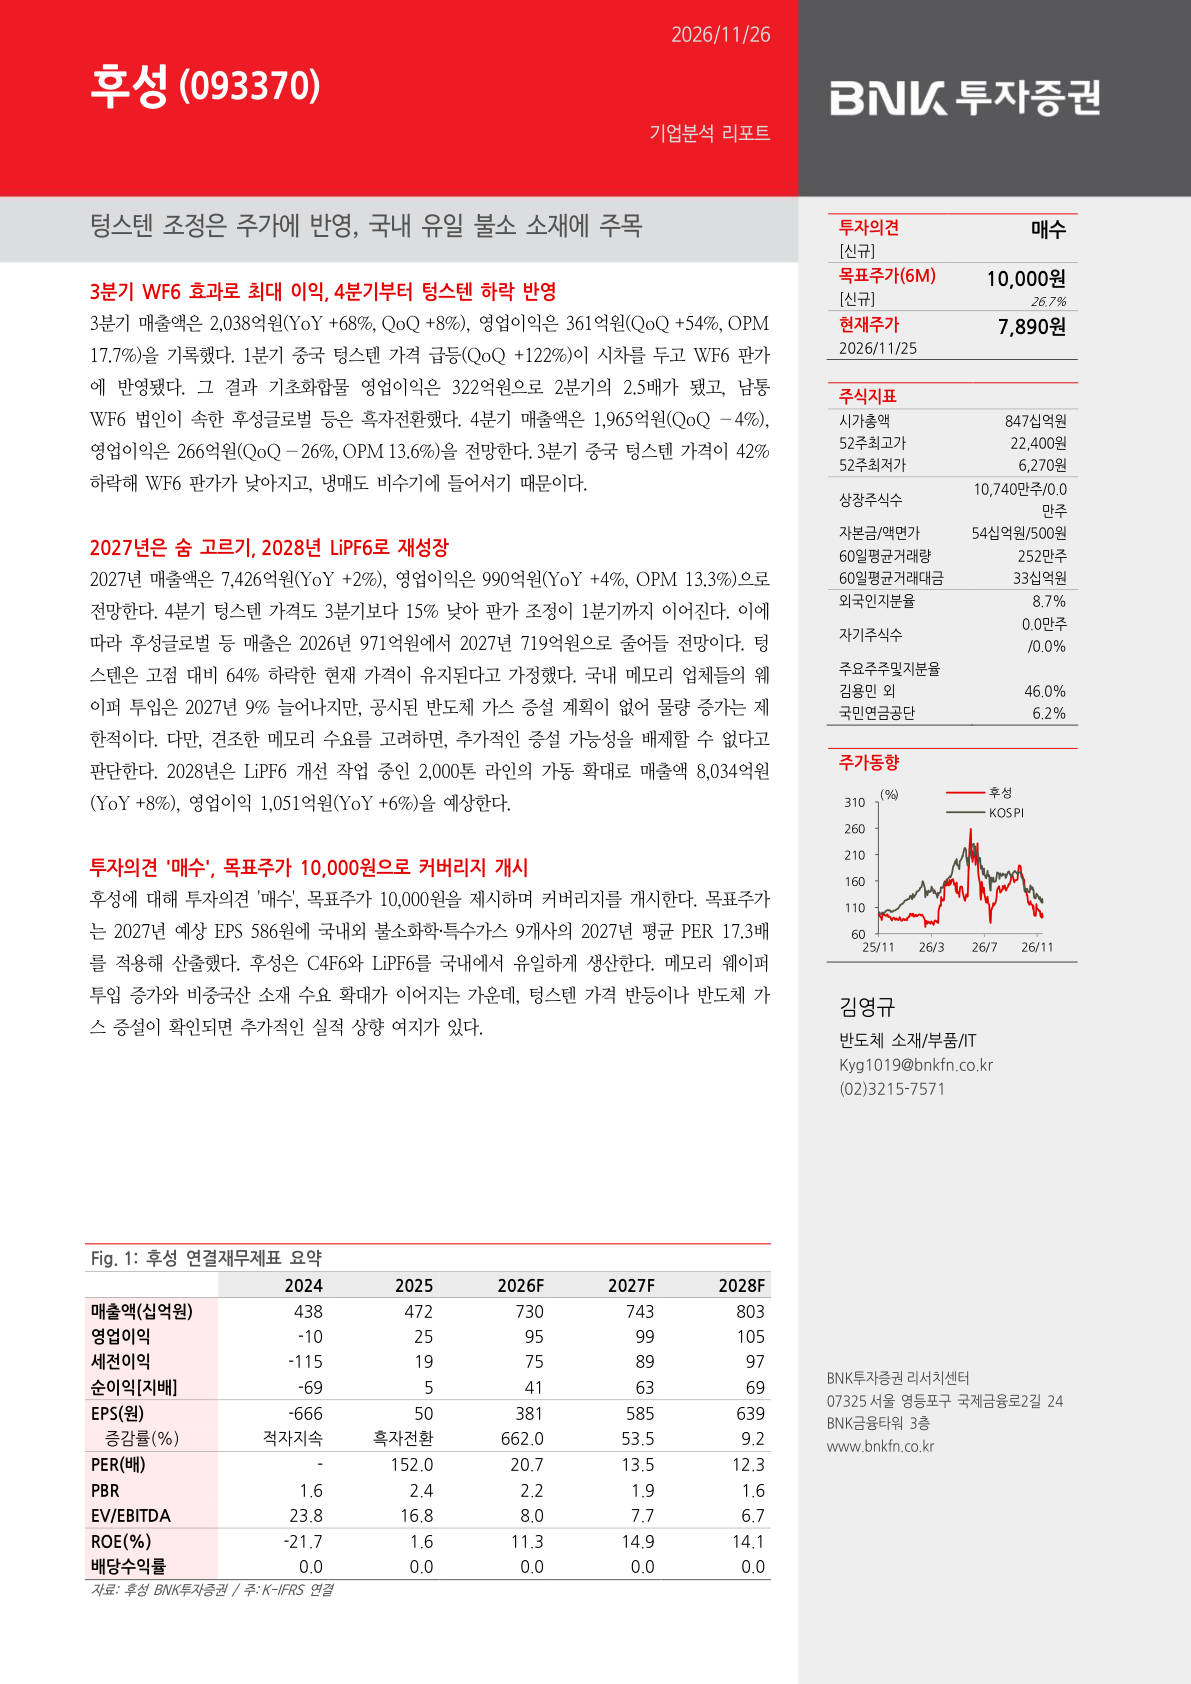 2026/11/26
후성 (093370)
기업분석 리포트
BNK 투자증권
텅스텐 조정은 주가에 반영, 국내 유일 불소 소재에 주목
3분기 WF6 효과로 최대 이익, 4분기부터 텅스텐 하락 반영
3분기 매출액은 2,038억원(YoY +68%, QoQ +8%), 영업이익은 361억원(QoQ +54%, OPM
17.7%)을 기록했다. 1분기 중국 텅스텐 가격 급등(QoQ +122%)이 시차를 두고 WF6 판가
에 반영됐다. 그 결과 기초화합물 영업이익은 322억원으로 2분기의 2.5배가 됐고, 남통
WF6 법인이 속한 후성글로벌 등은 흑자전환했다. 4분기 매출액은 1,965억원(QoQ −4%),
영업이익은 266억원(QoQ −26%, OPM 13.6%)을 전망한다. 3분기 중국 텅스텐 가격이 42%
하락해 WF6 판가가 낮아지고, 냉매도 비수기에 들어서기 때문이다.
2027년은 숨 고르기, 2028년 LiPF6로 재성장
2027년 매출액은 7,426억원(YoY +2%), 영업이익은 990억원(YoY +4%, OPM 13.3%)으로
전망한다. 4분기 텅스텐 가격도 3분기보다 15% 낮아 판가 조정이 1분기까지 이어진다. 이에
따라 후성글로벌 등 매출은 2026년 971억원에서 2027년 719억원으로 줄어들 전망이다. 텅
스텐은 고점 대비 64% 하락한 현재 가격이 유지된다고 가정했다. 국내 메모리 업체들의 웨
이퍼 투입은 2027년 9% 늘어나지만, 공시된 반도체 가스 증설 계획이 없어 물량 증가는 제
한적이다. 다만, 견조한 메모리 수요를 고려하면, 추가적인 증설 가능성을 배제할 수 없다고
판단한다. 2028년은 LiPF6 개선 작업 중인 2,000톤 라인의 가동 확대로 매출액 8,034억원
(YoY +8%), 영업이익 1,051억원(YoY +6%)을 예상한다.
투자의견 '매수', 목표주가 10,000원으로 커버리지 개시
후성에 대해 투자의견 '매수', 목표주가 10,000원을 제시하며 커버리지를 개시한다. 목표주가
는 2027년 예상 EPS 586원에 국내외 불소화학·특수가스 9개사의 2027년 평균 PER 17.3배
를 적용해 산출했다. 후성은 C4F6와 LiPF6를 국내에서 유일하게 생산한다. 메모리 웨이퍼
투입 증가와 비중국산 소재 수요 확대가 이어지는 가운데, 텅스텐 가격 반등이나 반도체 가
스 증설이 확인되면 추가적인 실적 상향 여지가 있다.
Fig. 1: 후성 연결재무제표 요약
2024 2025 2026F 2027F 2028F
매출액(십억원) 438 472 730 743 803
영업이익 -10 25 95 99 105
세전이익 -115 19 75 89 97
순이익[지배] -69 5 41 63 69
EPS(원) -666 50 381 585 639
증감률(%) 적자지속 흑자전환 662.0 53.5 9.2
PER(배) - 152.0 20.7 13.5 12.3
PBR 1.6 2.4 2.2 1.9 1.6
EV/EBITDA 23.8 16.8 8.0 7.7 6.7
ROE(%) -21.7 1.6 11.3 14.9 14.1
배당수익률 0.0 0.0 0.0 0.0 0.0
자료: 후성 BNK투자증권 / 주: K-IFRS 연결
투자의견 매수
[신규]
목표주가(6M) 10,000원
[신규] 26.7%
현재주가 7,890원
2026/11/25
주식지표
시가총액 847십억원
52주최고가 22,400원
52주최저가 6,270원
상장주식수 10,740만주/0.0
만주
자본금/액면가 54십억원/500원
60일평균거래량 252만주
60일평균거래대금 33십억원
외국인지분율 8.7%
자기주식수 0.0만주
/0.0%
주요주주및지분율
김용민 외 46.0%
국민연금공단 6.2%
주가동향
(%)
후성
KOSPI
310
260
210
160
110
60
25/11 26/3 26/7 26/11
김영규
반도체 소재/부품/IT
Kyg1019@bnkfn.co.kr
(02)3215-7571
BNK투자증권 리서치센터
07325 서울 영등포구 국제금융로2길 24
BNK금융타워 3층
www.bnkfn.co.kr